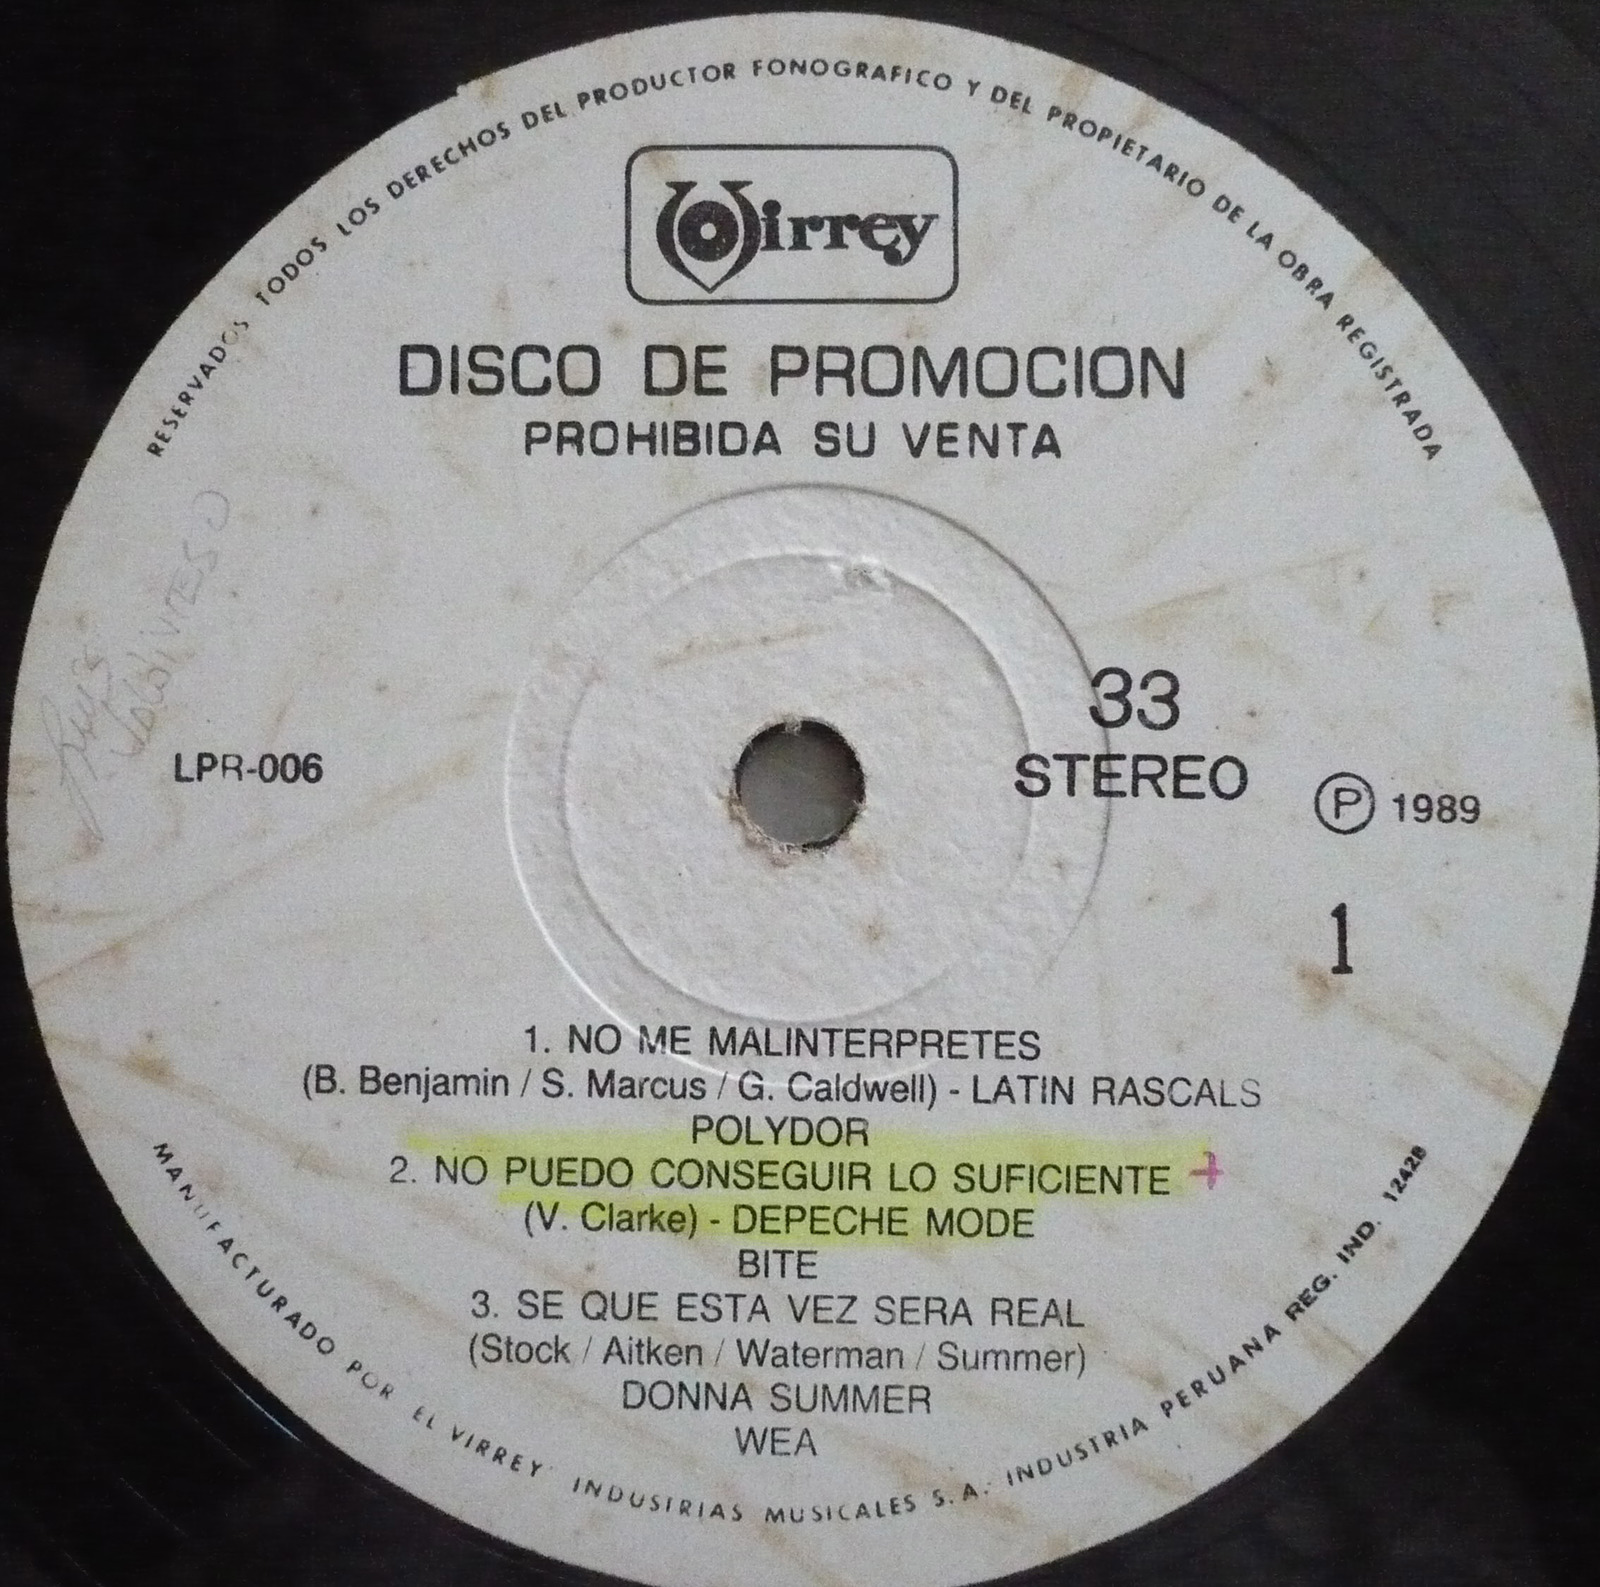 RESERVADOS TODOS LOS DERECHOS DEL PRODUCTOR FONOGRAFICO Y DEL PROPIETARIO DE LA OBRA REGISTRADA
Virrey
DISCO DE PROMOCION
PROHIBIDA SU VENTA
Luis
33
LPR-006
STEREO
Ⓟ 1989
1
1. NO ME MALINTERPRETES
(B. Benjamin / S. Marcus / G. Caldwell) - LATIN RASCALS
POLYDOR
2. NO PUEDO CONSEGUIR LO SUFICIENTE +
(V. Clarke) - DEPECHE MODE
BITE
3. SE QUE ESTA VEZ SERA REAL
(Stock / Aitken / Waterman / Summer)
DONNA SUMMER
WEA
MANUFACTURADO POR EL VIRREY INDUSTRIAS MUSICALES S.A. INDUSTRIA PERUANA REG. IND. 12428